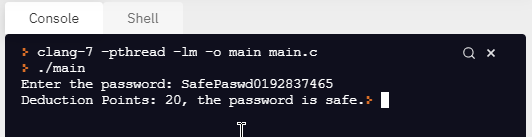 Console Shell
> clang-7 -pthread -lm -o main main.c
> ./main
Enter the password: SafePaswd0192837465
Deduction Points: 20, the password is safe.>